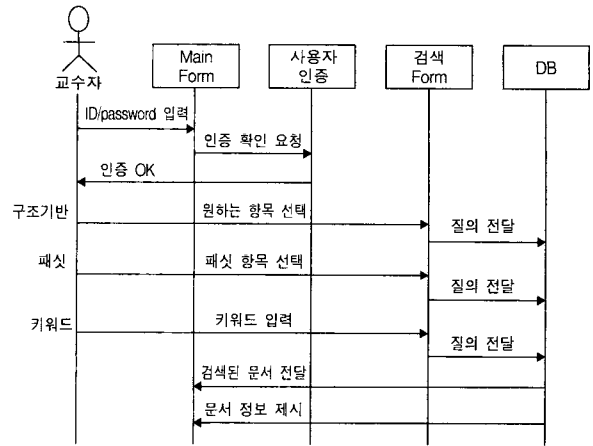 교수자
Main
Form
사용자
인증
검색
Form
DB
ID/password 입력
인증 확인 요청
인증 OK
구조기반
원하는 항목 선택
질의 전달
패싯
패싯 항목 선택
질의 전달
키워드
키워드 입력
질의 전달
검색된 문서 전달
문서 정보 제시